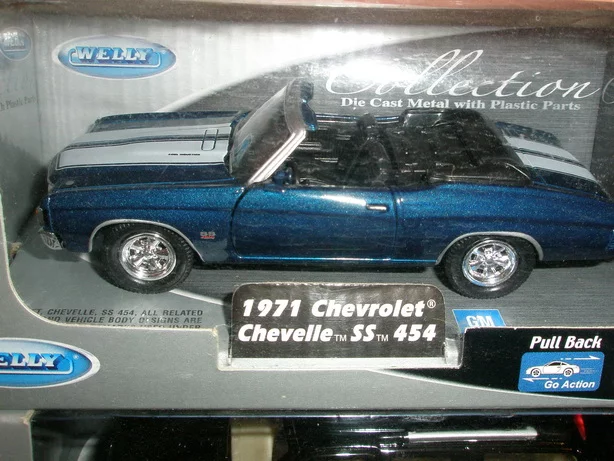 WELLY
Collection
Die Cast Metal with Plastic Parts
SS
1971 Chevrolet®
Chevelle™ SS™ 454
CHEVELLE, SS 454, ALL RELATED
VEHICLE BODY DESIGNS ARE
GM
Pull Back
Go Action
WELLY